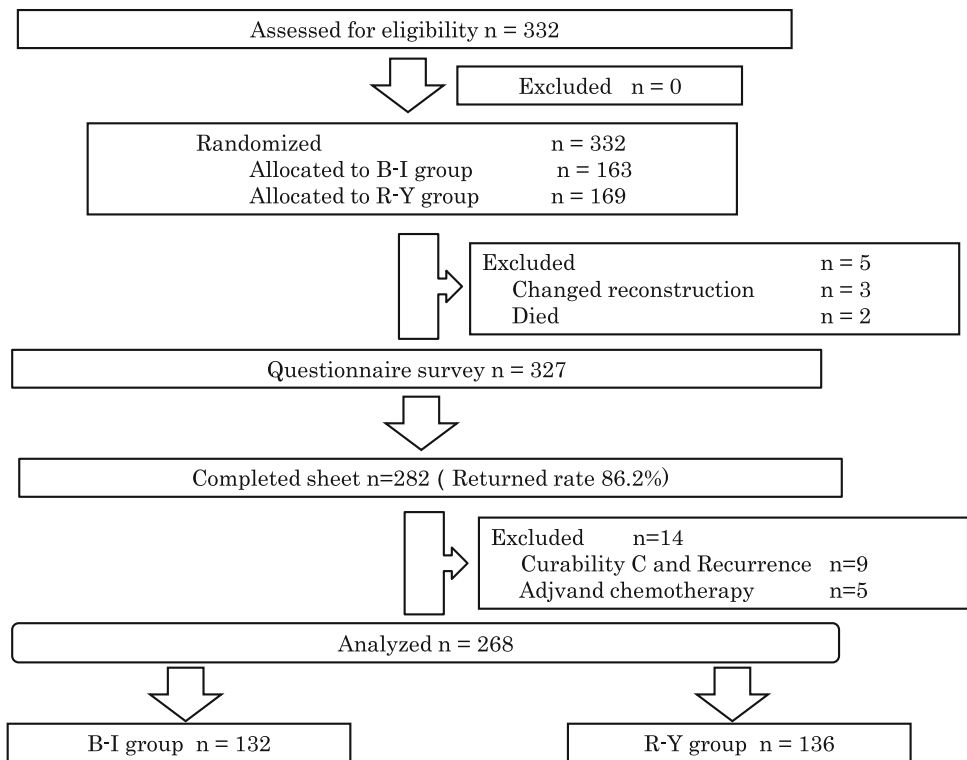 Assessed for eligibility n = 332
Excluded n = 0
Randomized n = 332
Allocated to B-I group n = 163
Allocated to R-Y group n = 169
Excluded n = 5
Changed reconstruction n = 3
Died n = 2
Questionnaire survey n = 327
Completed sheet n=282 ( Returned rate 86.2%)
Excluded n=14
Curability C and Recurrence n=9
Adjvand chemotherapy n=5
Analyzed n = 268
B-I group n = 132
R-Y group n = 136